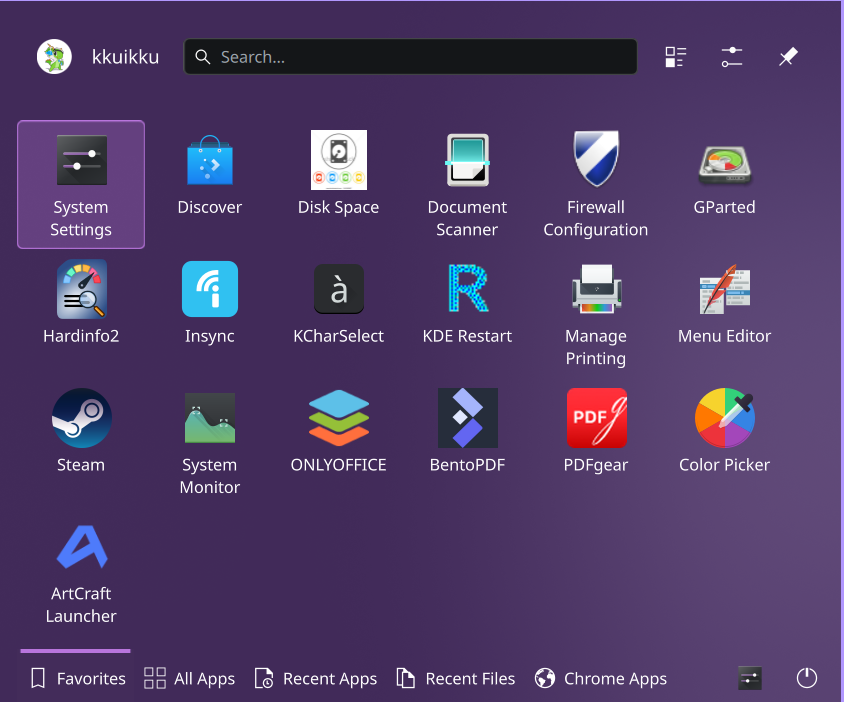 kkuikku
Search...
System
Settings
Discover
Disk Space
Document
Scanner
Firewall
Configuration
GParted
Hardinfo2
Insync
à
KCharSelect
R
KDE Restart
Manage
Printing
Menu Editor
Steam
System
Monitor
ONLYOFFICE
BentoPDF
PDF g
PDFgear
Color Picker
ArtCraft
Launcher
Favorites
All Apps
Recent Apps
Recent Files
Chrome Apps